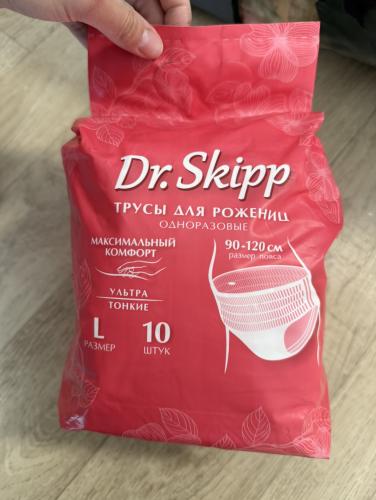 Dr. Skipp
ТРУСЫ ДЛЯ РОЖЕНИЦ
ОДНОРАЗОВЫЕ
МАКСИМАЛЬНЫЙ
КОМФОРТ
90-120 см
размер пояса
УЛЬТРА
ТОНКИЕ
L
РАЗМЕР
10
ШТУК